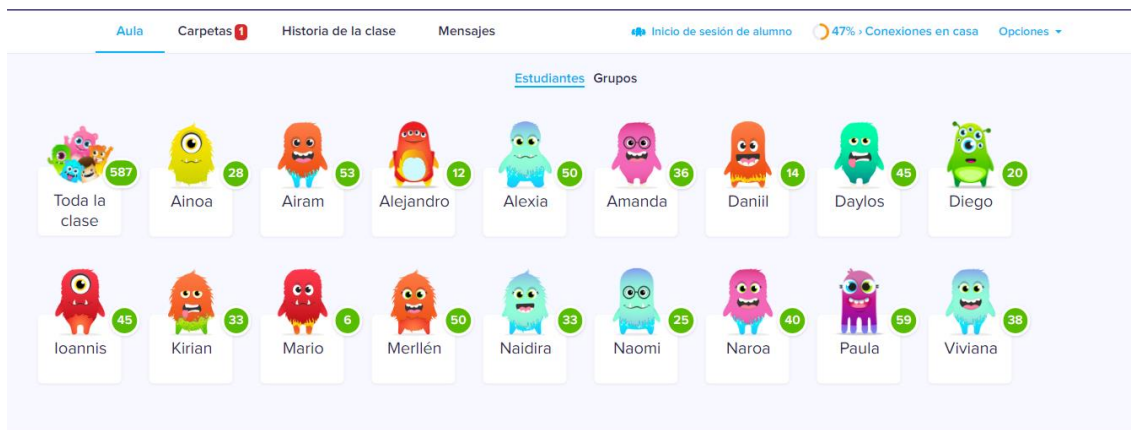 Aula Carpetas 1 Historia de la clase Mensajes Inicio de sesión de alumno 47% › Conexiones en casa Opciones
Estudiantes Grupos
587 28 53 12 50 36 14 45 20
Toda la clase Ainoa Airam Alejandro Alexia Amanda Daniil Daylos Diego
45 33 6 50 33 25 40 59 38
Ioannis Kirian Mario Merllén Naidira Naomi Naroa Paula Viviana